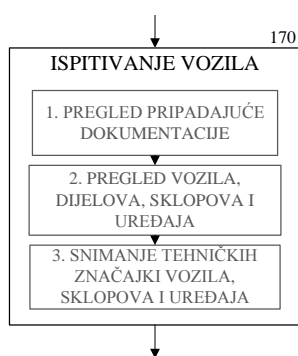 170
ISPITIVANJE VOZILA
1. PREGLED PRIPADAJUĆE
DOKUMENTACIJE
2. PREGLED VOZILA,
DIJELOVA, SKLOPOVA I
UREĐAJA
3. SNIMANJE TEHNIČKIH
ZNAČAJKI VOZILA,
SKLOPOVA I UREĐAJA